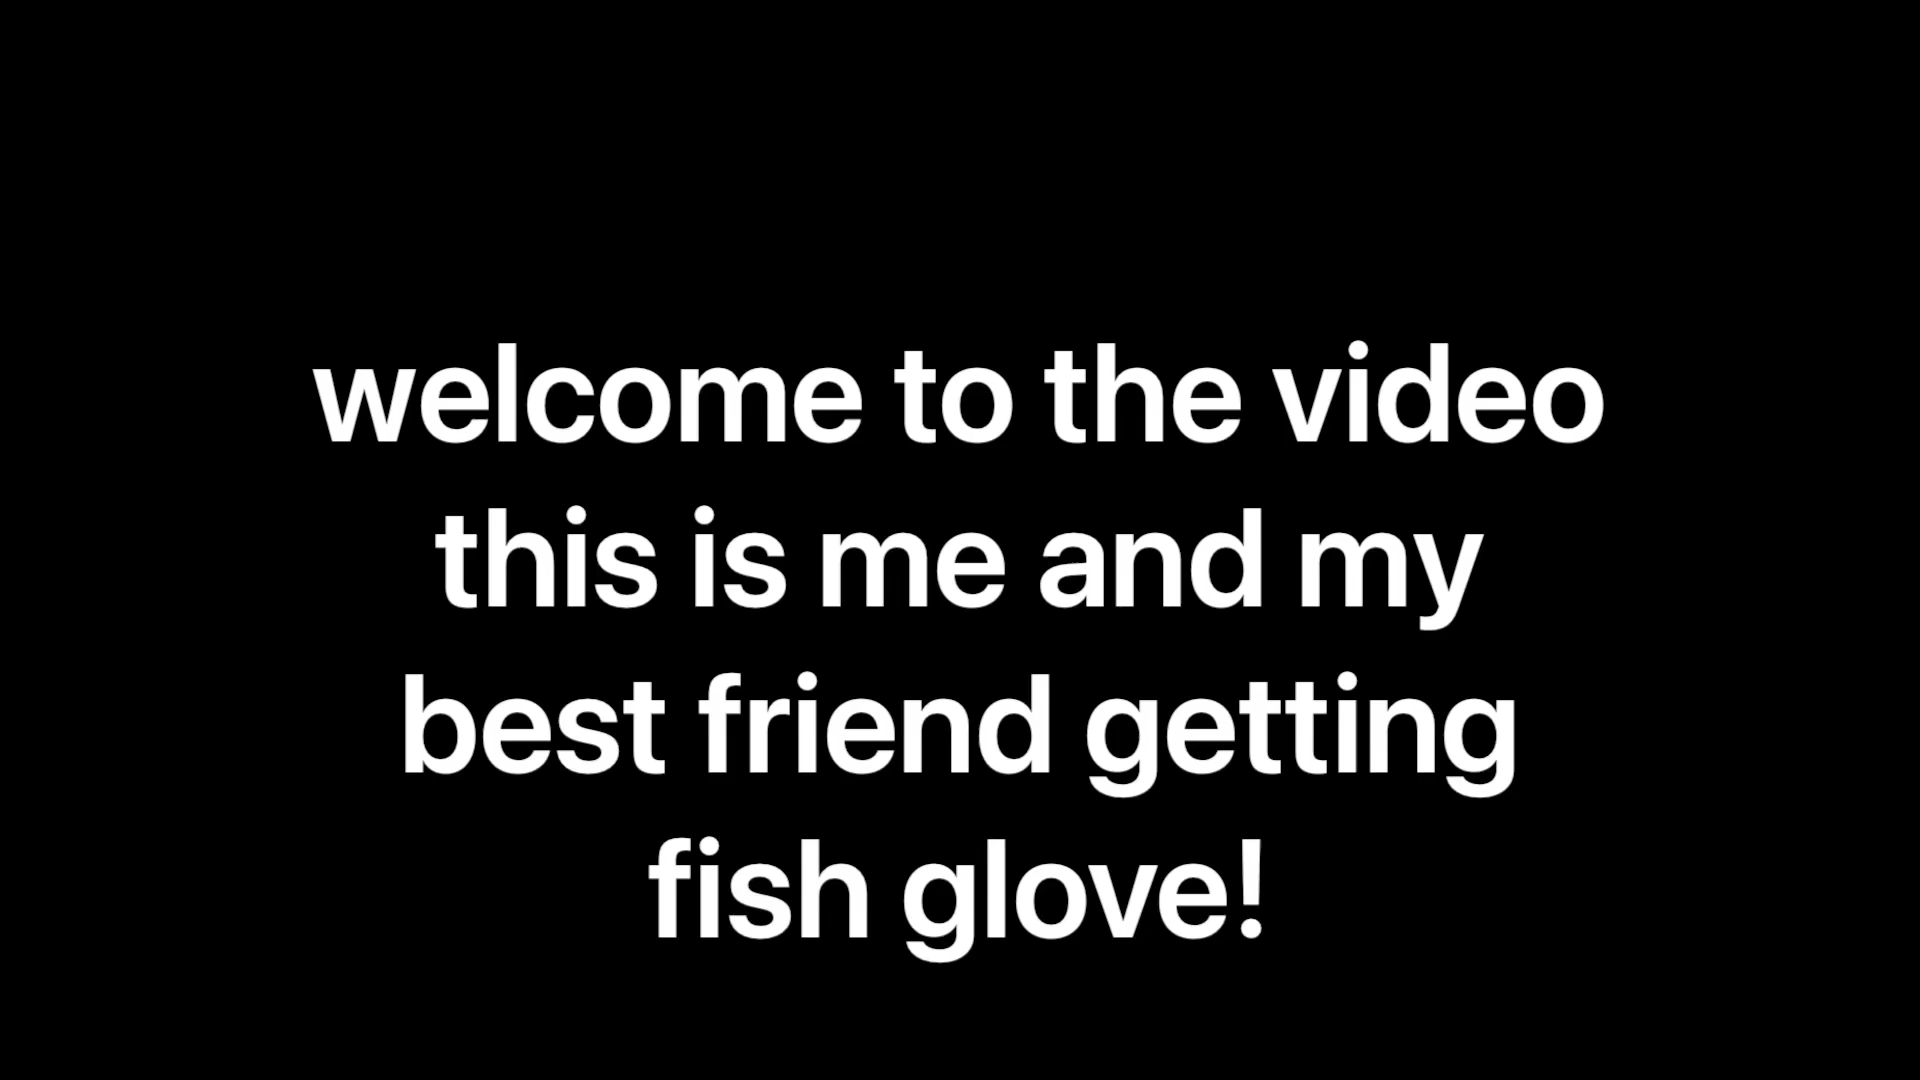 welcome to the video
this is me and my
best friend getting
fish glove!